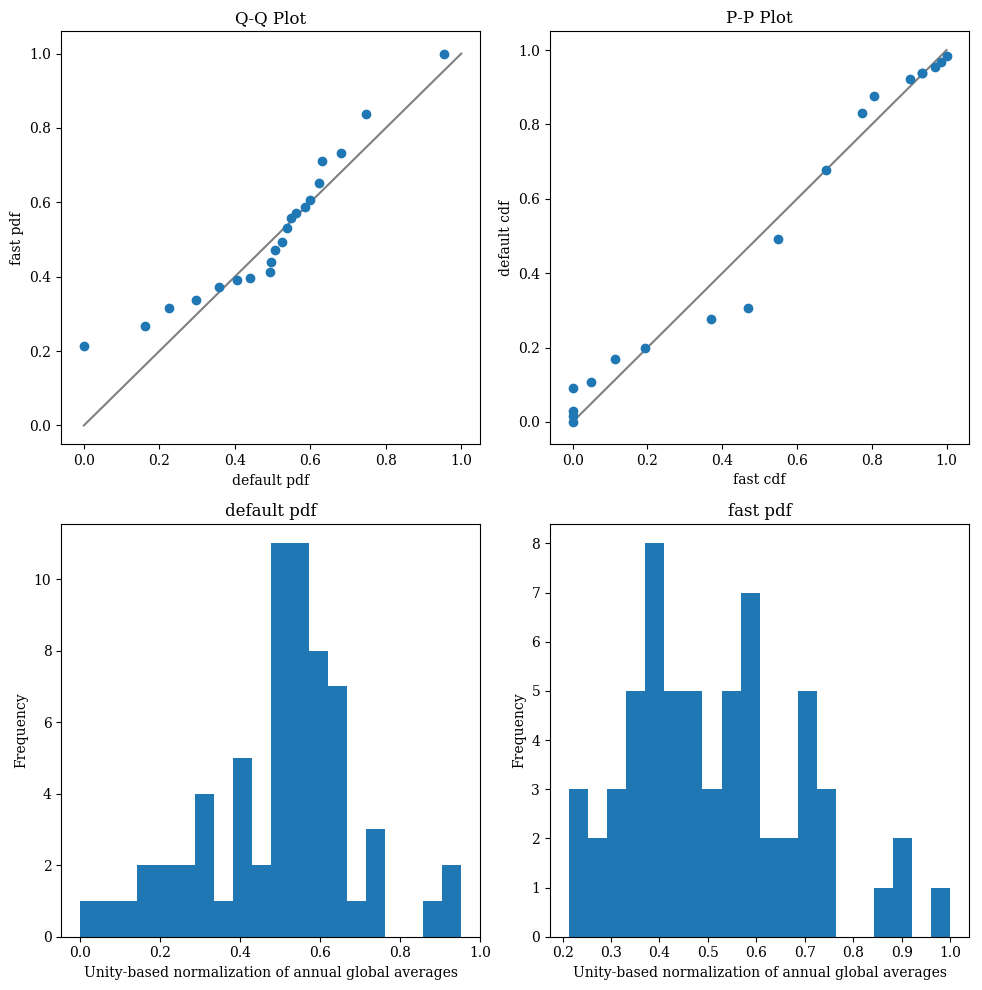 Q-Q Plot
1.0
0.8
0.6
0.4
0.2
0.0
fast pdf
0.0 0.2 0.4 0.6 0.8 1.0
default pdf
P-P Plot
1.0
0.8
0.6
0.4
0.2
0.0
default cdf
0.0 0.2 0.4 0.6 0.8 1.0
fast cdf
default pdf
10
8
6
4
2
0
Frequency
0.0 0.2 0.4 0.6 0.8 1.0
Unity-based normalization of annual global averages
fast pdf
8
7
6
5
4
3
2
1
0
Frequency
0.2 0.3 0.4 0.5 0.6 0.7 0.8 0.9 1.0
Unity-based normalization of annual global averages